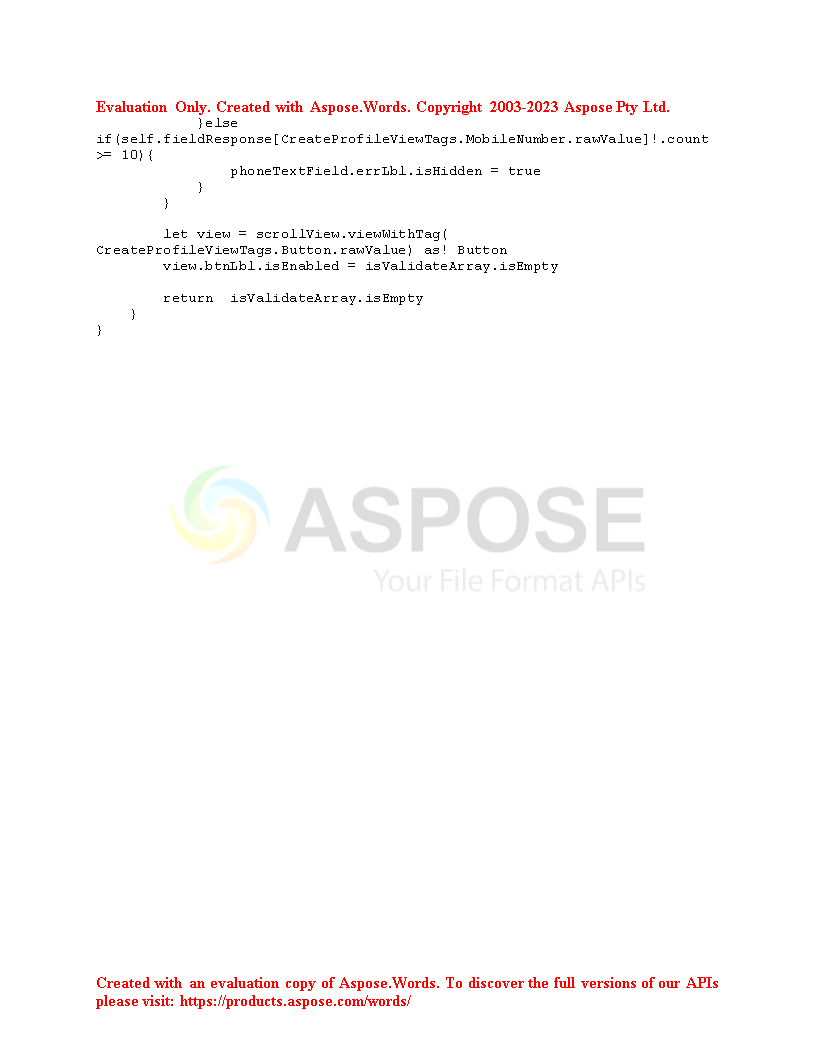 Evaluation Only. Created with Aspose.Words. Copyright 2003-2023 Aspose Pty Ltd.
            }else
if(self.fieldResponse[CreateProfileViewTags.MobileNumber.rawValue]!.count
>= 10){
                phoneTextField.errLbl.isHidden = true
            }
        }
        let view = scrollView.viewWithTag(
CreateProfileViewTags.Button.rawValue) as! Button
        view.btnLbl.isEnabled = isValidateArray.isEmpty
        return  isValidateArray.isEmpty
    }
}
ASPOSE
Your File Format APIs
Created with an evaluation copy of Aspose.Words. To discover the full versions of our APIs
please visit: https://products.aspose.com/words/